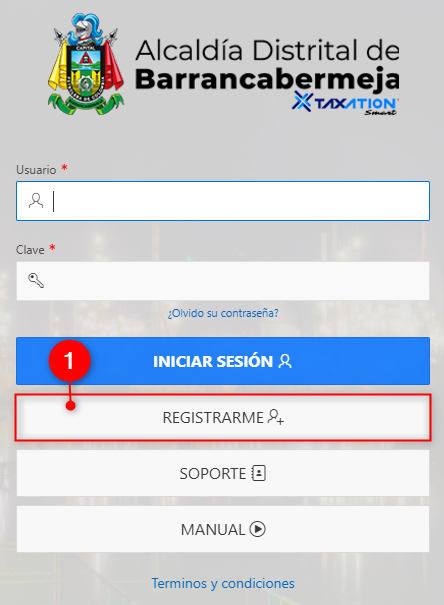 Alcaldía Distrital de
Barrancabermeja
TAXATION
Smart
Usuario *
Clave *
¿Olvido su contraseña?
INICIAR SESIÓN
1
REGISTRARME
SOPORTE
MANUAL
Terminos y condiciones